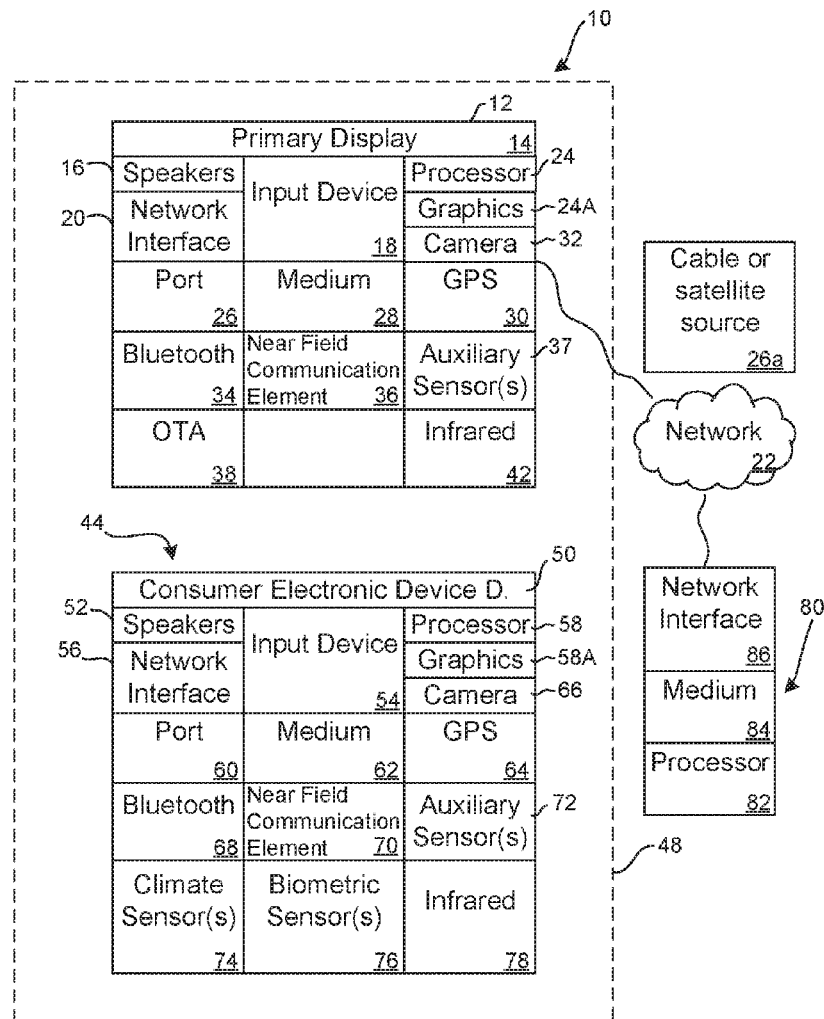 10
12
Primary Display 14
16 Speakers
Input Device 18
Processor 24
20 Network
Interface
Graphics 24A
Camera 32
Port 26
Medium 28
GPS 30
Cable or
satellite
source
26a
Bluetooth 34
Near Field
Communication
Element 36
Auxiliary
Sensor(s) 37
Network
22
OTA 38
Infrared 42
44
Consumer Electronic Device D. 50
52 Speakers
Input Device 54
Processor 58
56 Network
Interface
Graphics 58A
Camera 66
Network
Interface
86
80
Port 60
Medium 62
GPS 64
Medium
84
Processor
82
Bluetooth 68
Near Field
Communication
Element 70
Auxiliary
Sensor(s) 72
48
Climate
Sensor(s)
74
Biometric
Sensor(s)
76
Infrared
78